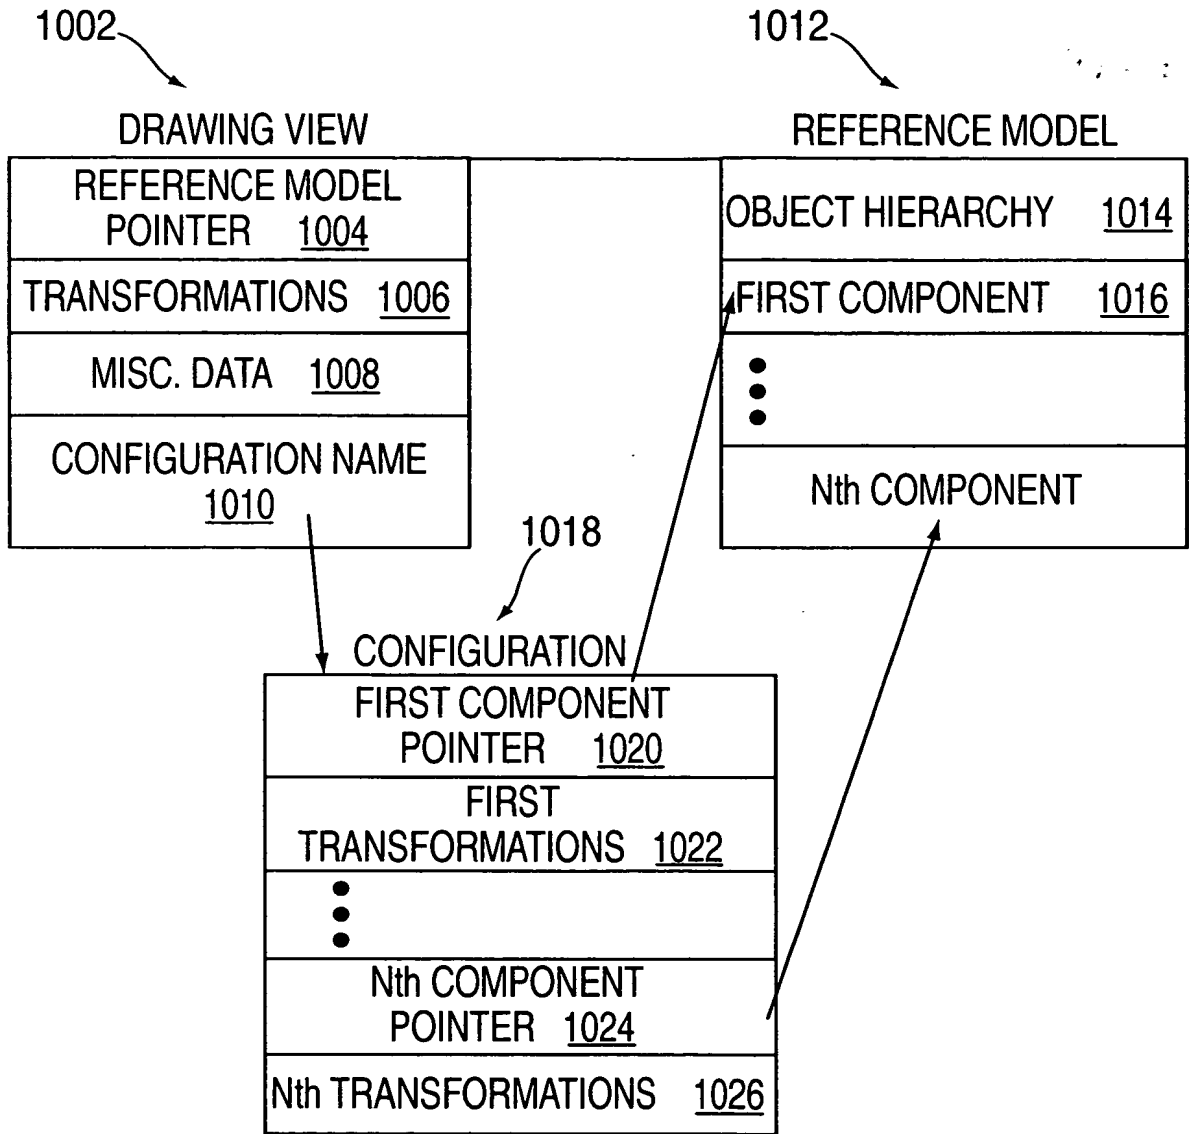 1002
DRAWING VIEW
REFERENCE MODEL
POINTER 1004
TRANSFORMATIONS 1006
MISC. DATA 1008
CONFIGURATION NAME
1010
1012
REFERENCE MODEL
OBJECT HIERARCHY 1014
FIRST COMPONENT 1016
Nth COMPONENT
1018
CONFIGURATION
FIRST COMPONENT
POINTER 1020
FIRST
TRANSFORMATIONS 1022
Nth COMPONENT
POINTER 1024
Nth TRANSFORMATIONS 1026